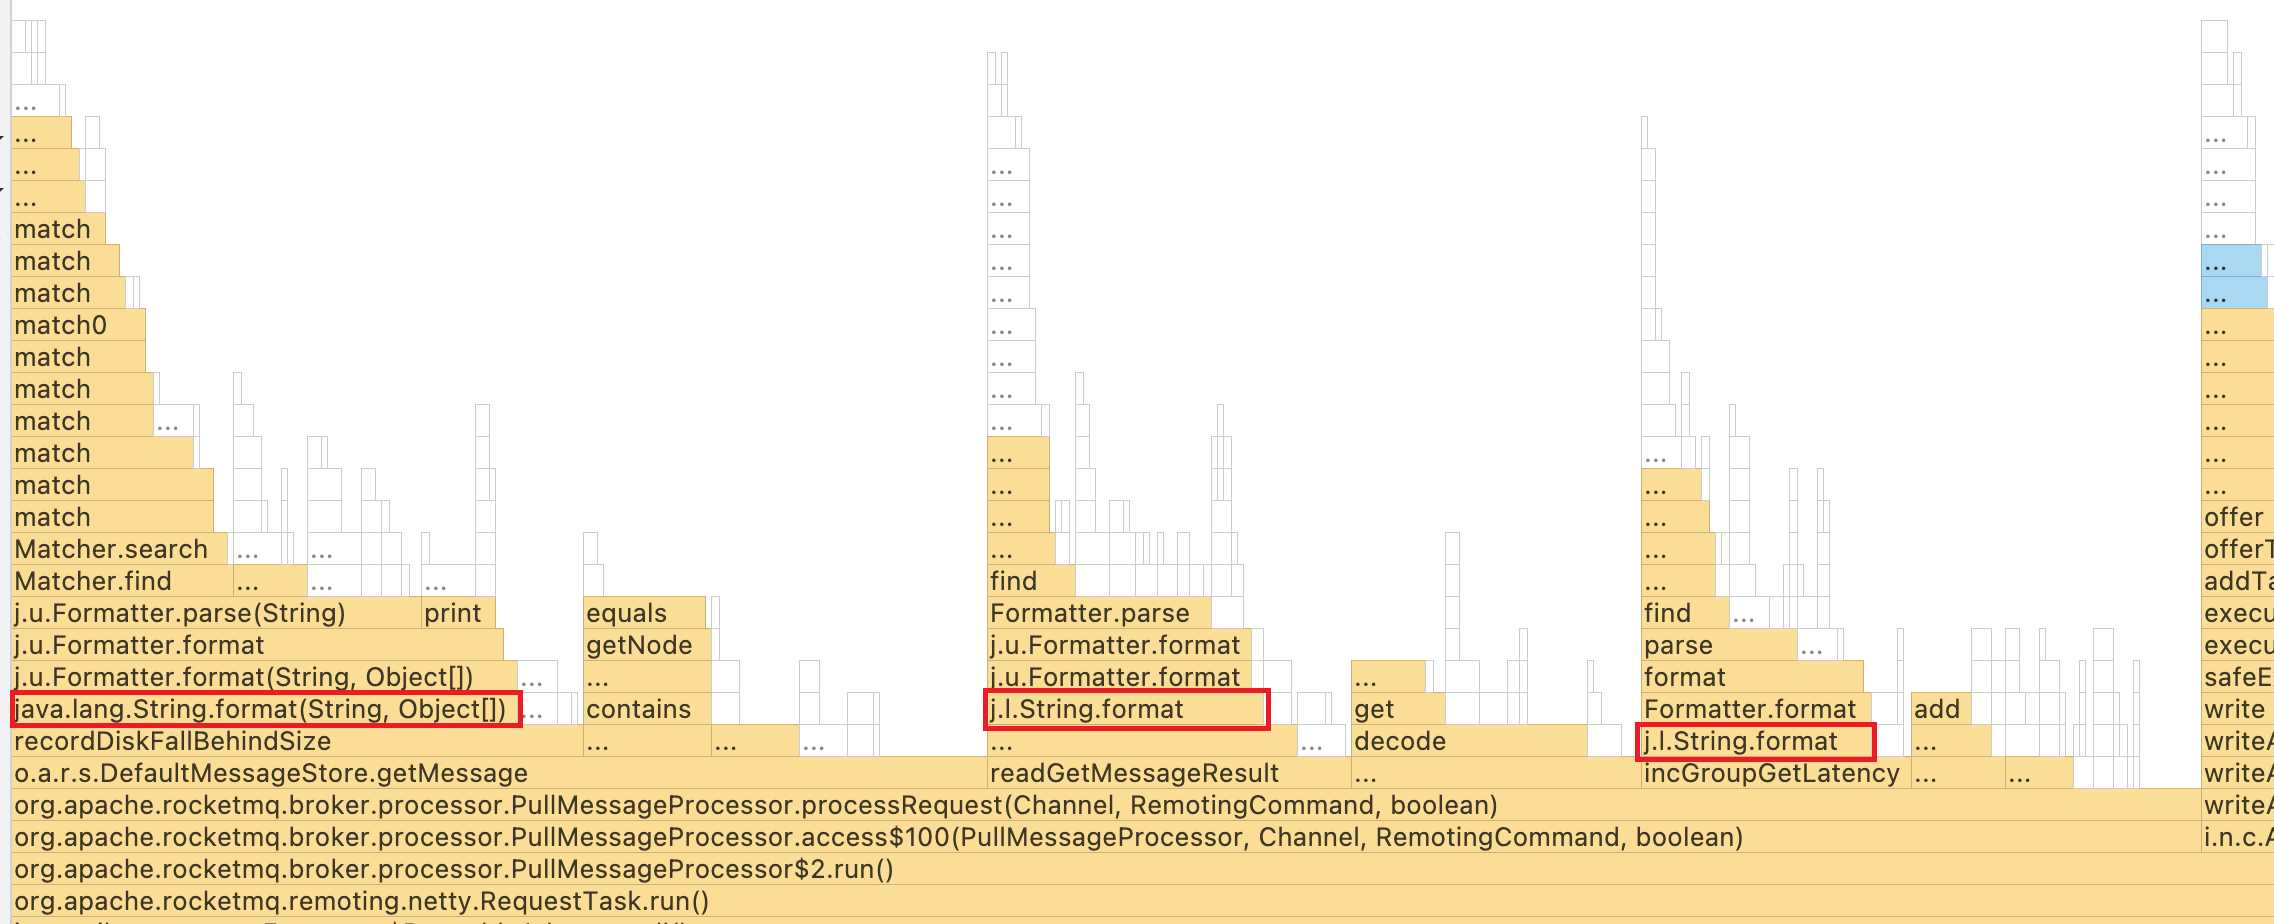 ...
... ...
... ... ...
... ... ...
match ... ...
match ... ...
match ... ...
match0 ... ...
match ...
match ... ...
match ... ... ...
match ... ... ...
match ... ... ...
match ... ... offer
Matcher.search ... ... ... ... offerT
Matcher.find ... ... ... find ... addTa
j.u.Formatter.parse(String) print equals Formatter.parse find ... execu
j.u.Formatter.format getNode j.u.Formatter.format parse ... execu
j.u.Formatter.format(String, Object[]) ... ... j.u.Formatter.format ... format safeE
java.lang.String.format(String, Object[]) ... contains j.l.String.format get Formatter.format add write
recordDiskFallBehindSize ... ... ... ... ... decode j.l.String.format ... writeA
o.a.r.s.DefaultMessageStore.getMessage readGetMessageResult ... incGroupGetLatency ... ... writeA
org.apache.rocketmq.broker.processor.PullMessageProcessor.processRequest(Channel, RemotingCommand, boolean) writeA
org.apache.rocketmq.broker.processor.PullMessageProcessor.access$100(PullMessageProcessor, Channel, RemotingCommand, boolean) i.n.c.A
org.apache.rocketmq.broker.processor.PullMessageProcessor$2.run()
org.apache.rocketmq.remoting.netty.RequestTask.run()